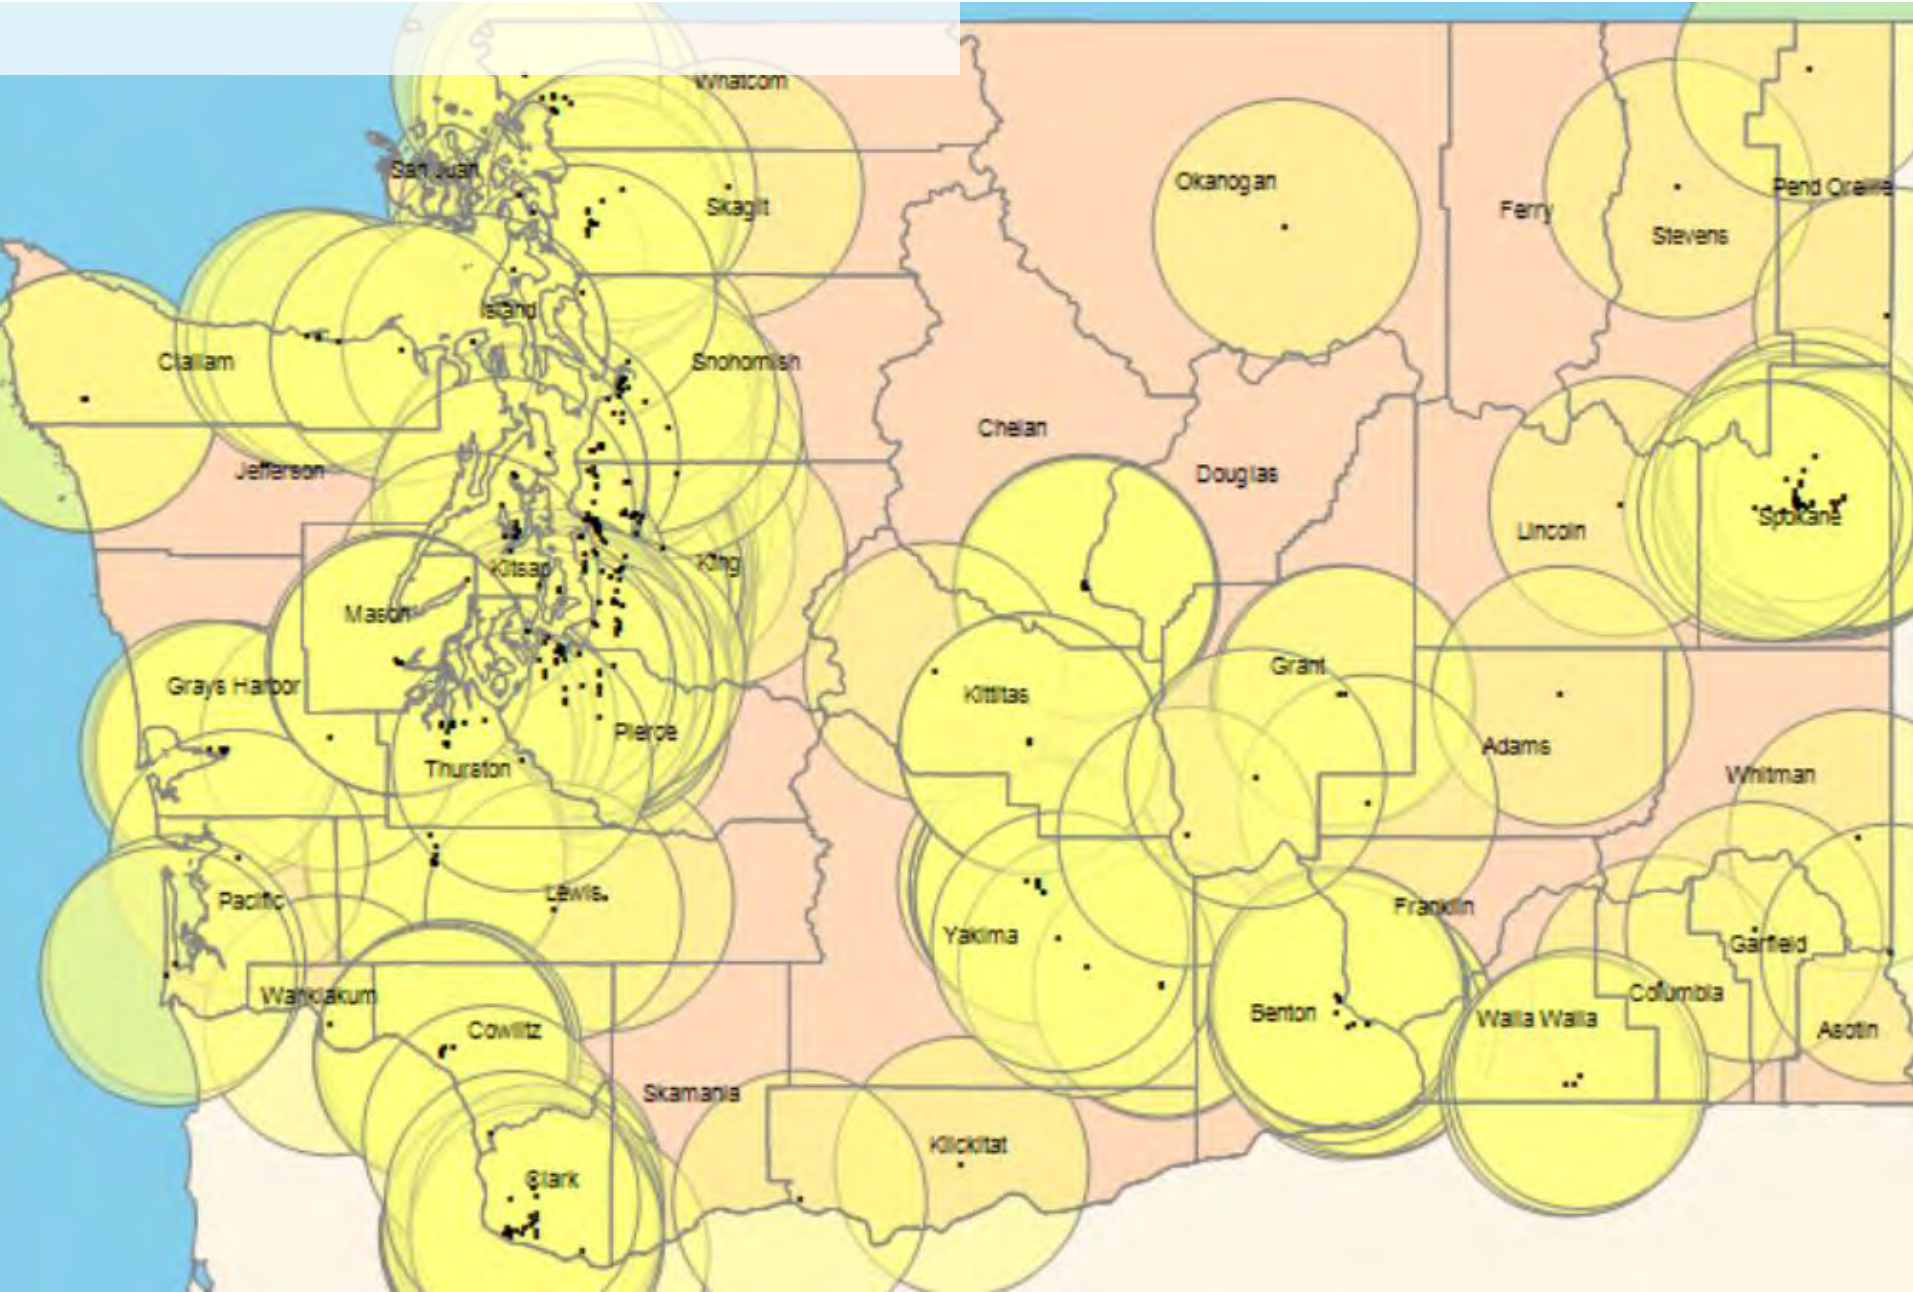 Whatcom
San Juan
Okanogan
Pend Oreille
Skagit
Ferry
Stevens
Island
Clallam
Snohomish
Chelan
Jefferson
Douglas
Spokane
Lincoln
King
Kitsap
Mason
Grant
Grays Harbor
Kittitas
Pierce
Adams
Thurston
Whitman
Lewis
Pacific
Franklin
Yakima
Garfield
Columbia
Wahkiakum
Benton
Walla Walla
Cowlitz
Asotin
Skamania
Klickitat
Clark